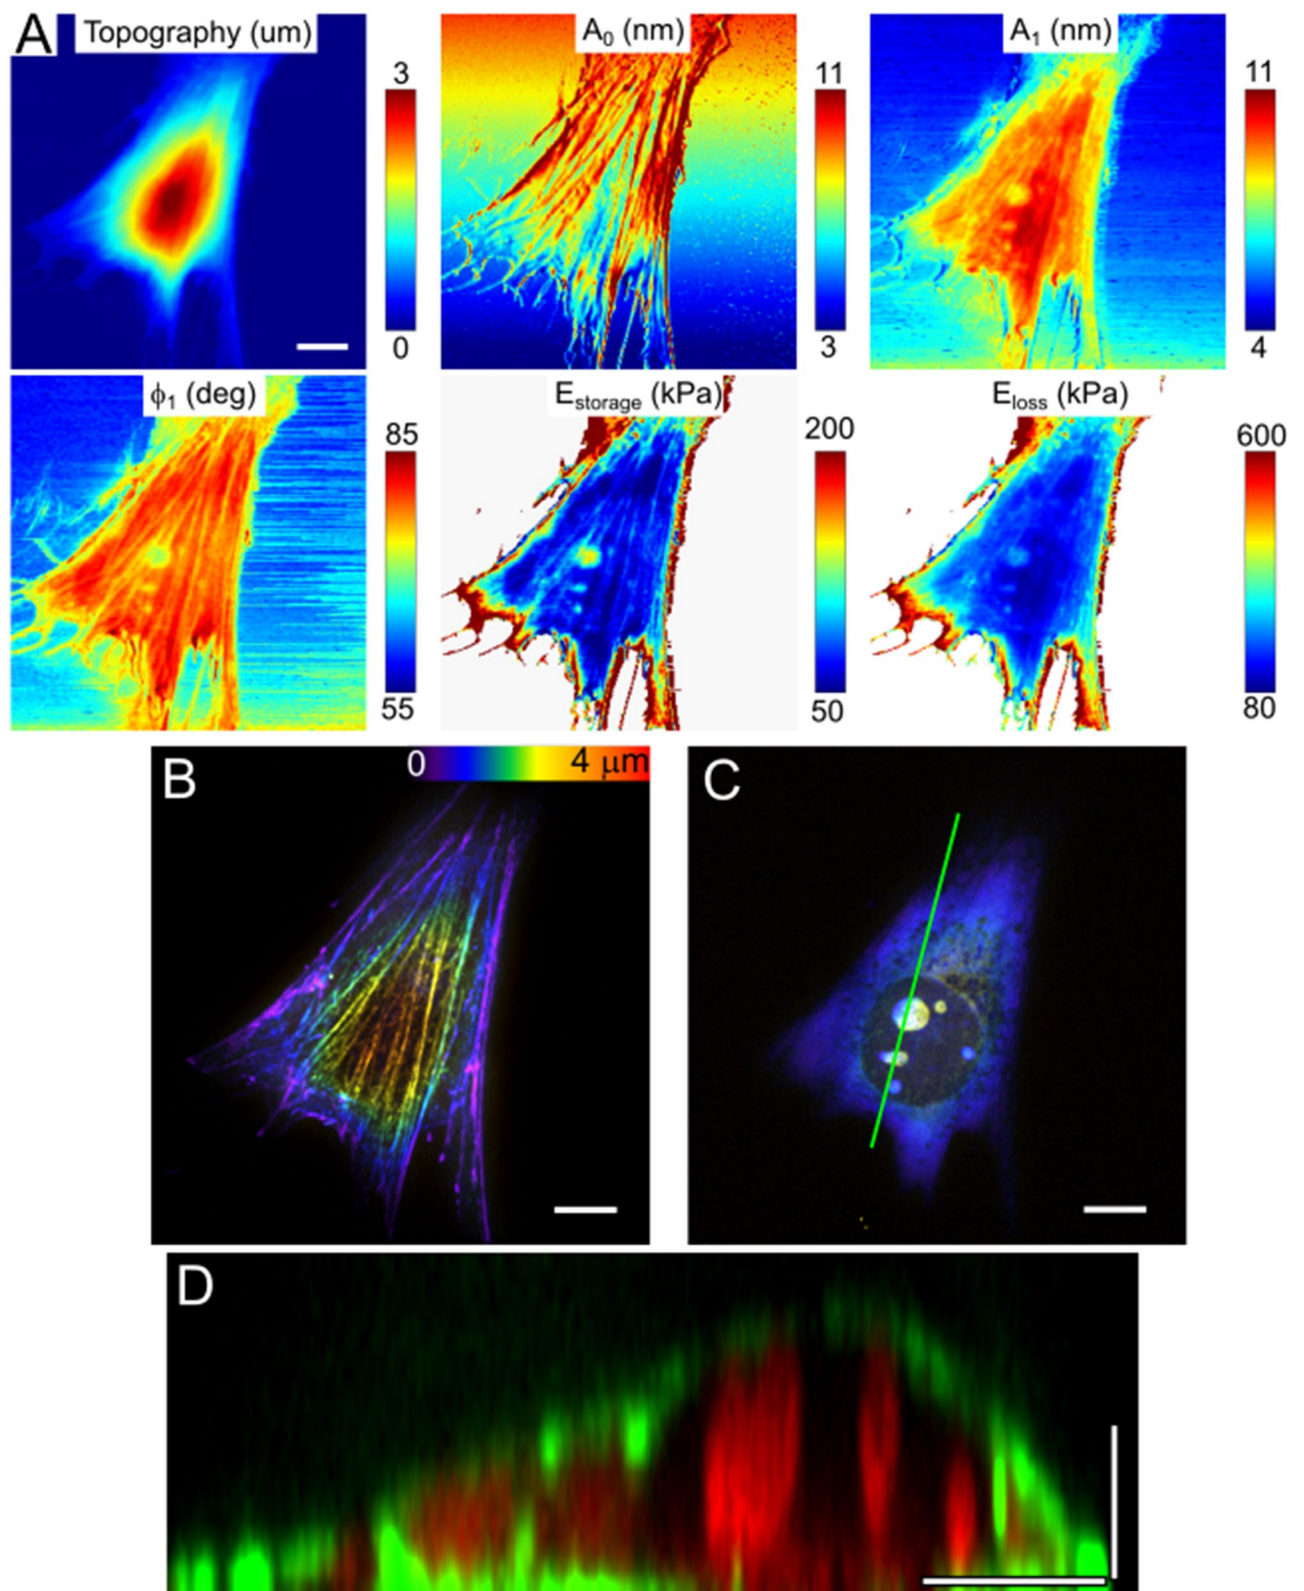 A
Topography (um)
3
0
A₀ (nm)
11
3
A₁ (nm)
11
4
ϕ₁ (deg)
85
55
Estorage (kPa)
200
50
Eloss (kPa)
600
80
B
0 4 μm
C
D